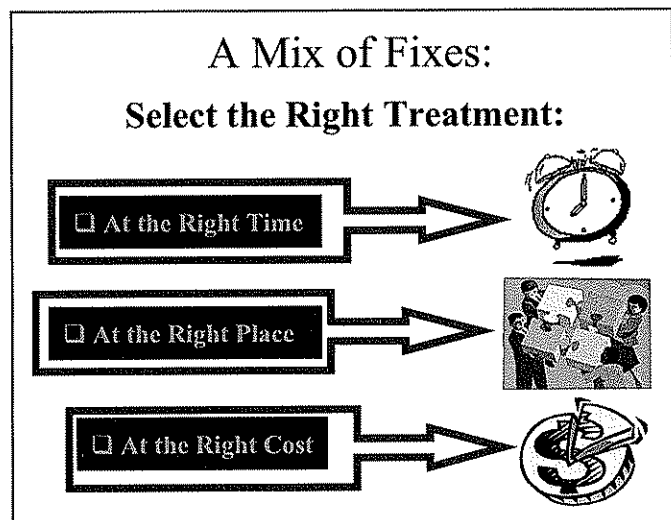 A Mix of Fixes:
Select the Right Treatment:
❑ At the Right Time
❑ At the Right Place
❑ At the Right Cost